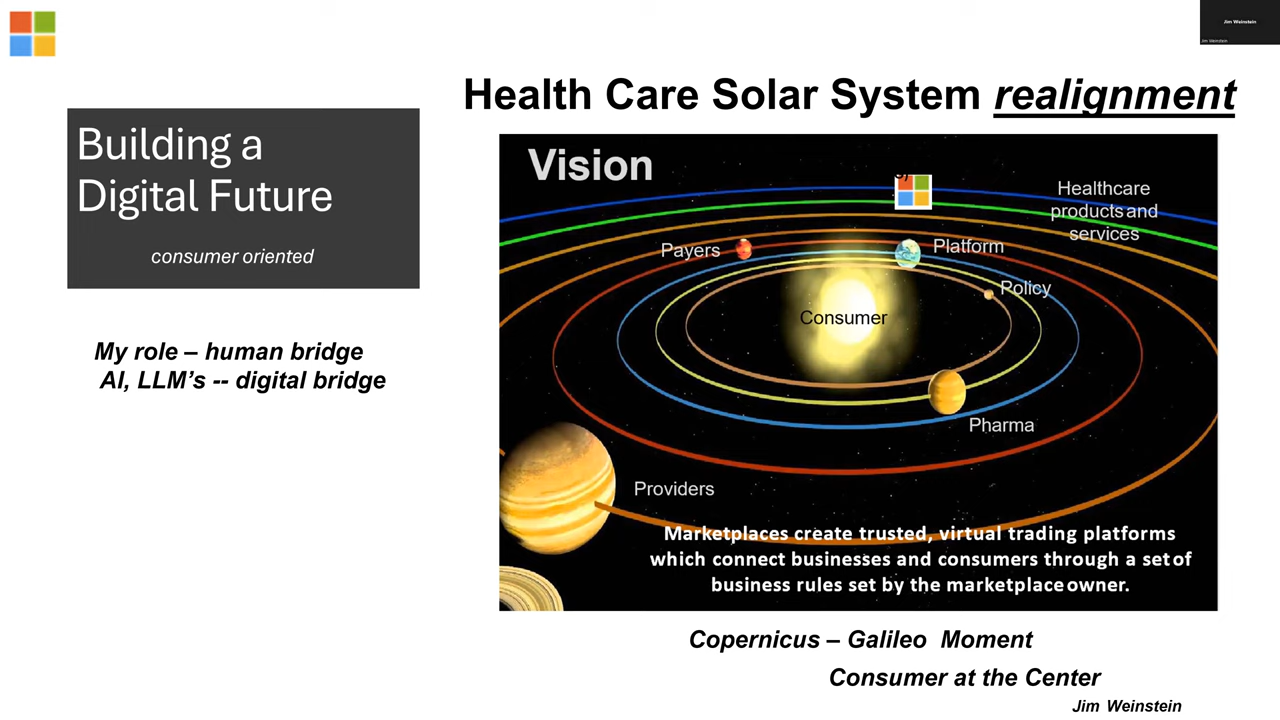 Jim Weinstein
Jim Weinstein
Health Care Solar System realignment
Building a
Digital Future
consumer oriented
My role – human bridge
AI, LLM's -- digital bridge
Vision
Healthcare
products and
services
Payers
Platform
Policy
Consumer
Pharma
Providers
Marketplaces create trusted, virtual trading platforms
which connect businesses and consumers through a set of
business rules set by the marketplace owner.
Copernicus – Galileo Moment
Consumer at the Center
Jim Weinstein